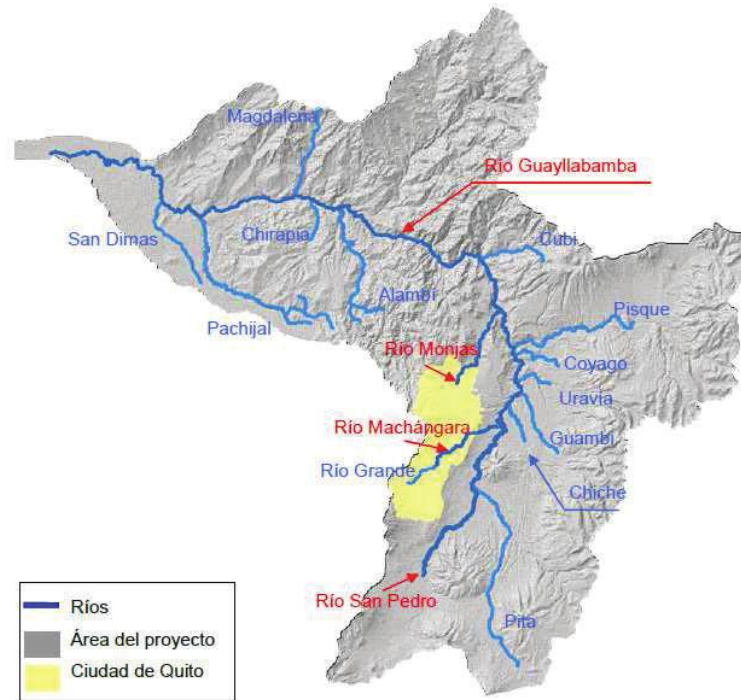 Magdalena
Río Guayllabamba
San Dimas
Chirapia
Cubi
Alambi
Pisque
Pachijal
Río Monjas
Coyago
Uravia
Río Machángara
Guambi
Río Grande
Chiche
Río San Pedro
Pita
Ríos
Área del proyecto
Ciudad de Quito